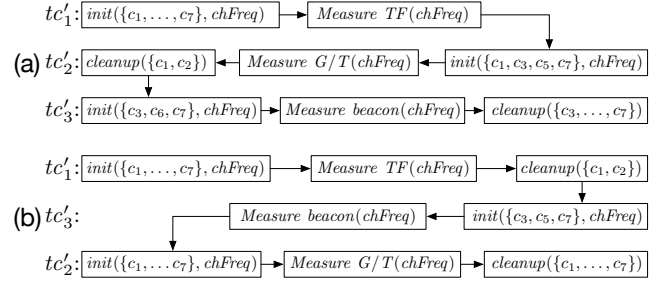 tc′₁: init({c₁, . . . , c₇}, chFreq) Measure TF(chFreq)
(a) tc′₂: cleanup({c₁, c₂}) Measure G/T(chFreq) init({c₁, c₃, c₅, c₇}, chFreq)
tc′₃: init({c₃, c₆, c₇}, chFreq) Measure beacon(chFreq) cleanup({c₃, . . . , c₇})
tc′₁: init({c₁, . . . , c₇}, chFreq) Measure TF(chFreq) cleanup({c₁, c₂})
(b) tc′₃: Measure beacon(chFreq) init({c₃, c₅, c₇}, chFreq)
tc′₂: init({c₁, . . . c₇}, chFreq) Measure G/T(chFreq) cleanup({c₁, . . . , c₇})